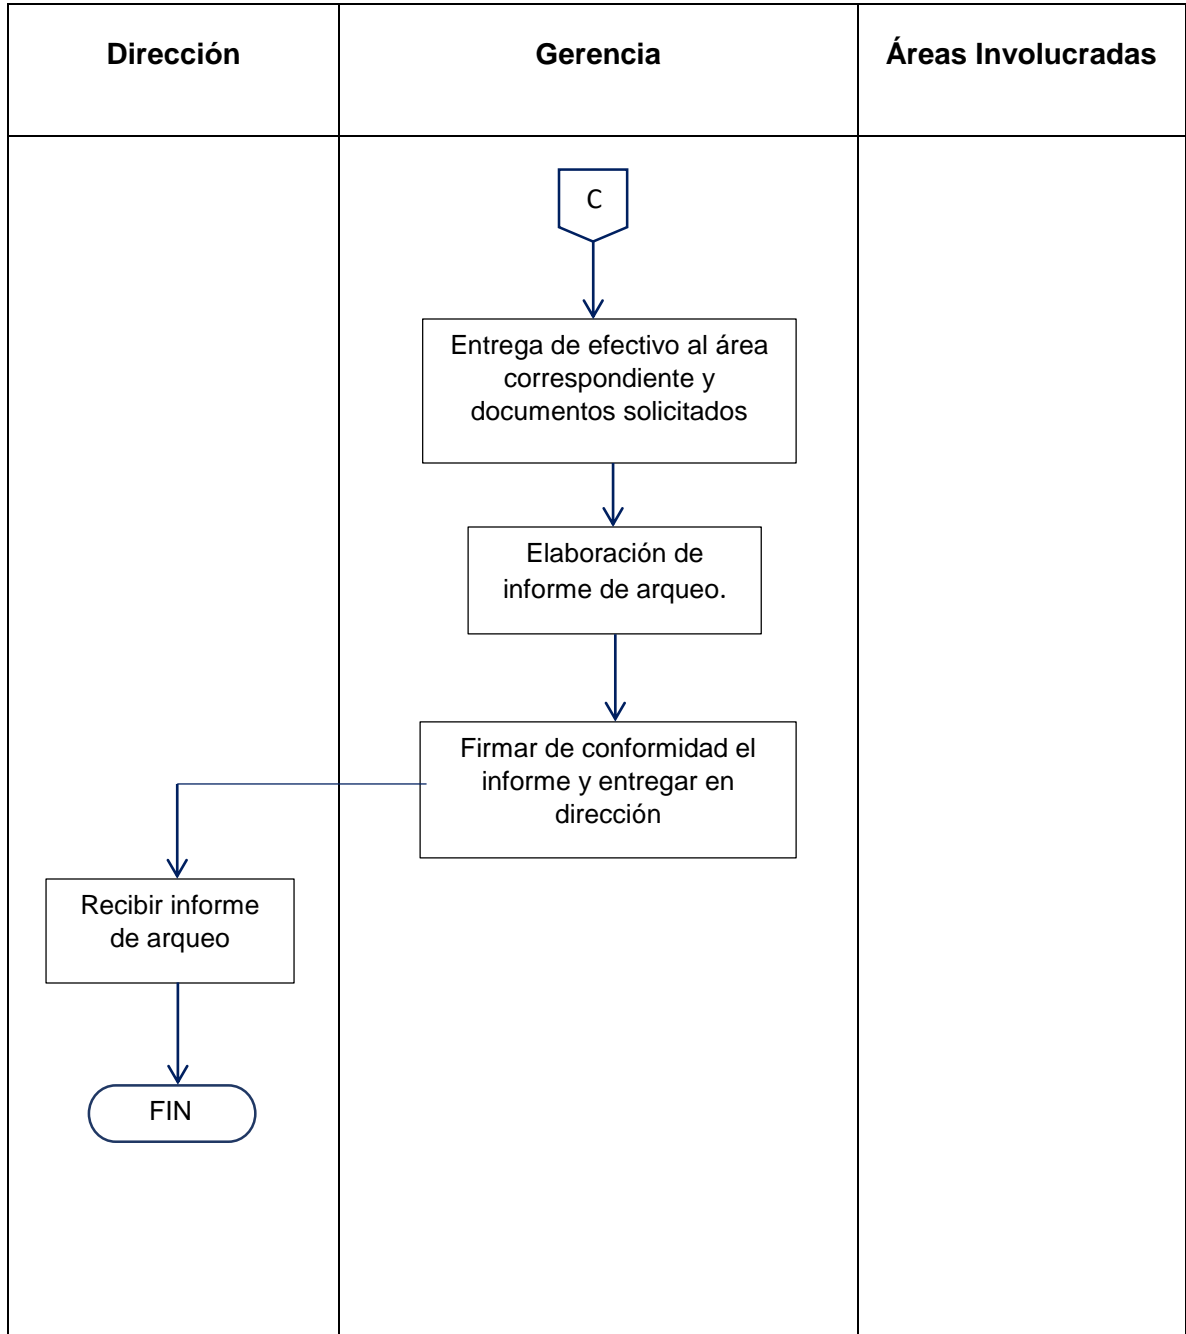 Dirección
Gerencia
Áreas Involucradas
C
Entrega de efectivo al área
correspondiente y
documentos solicitados
Elaboración de
informe de arqueo.
Firmar de conformidad el
informe y entregar en
dirección
Recibir informe
de arqueo
FIN